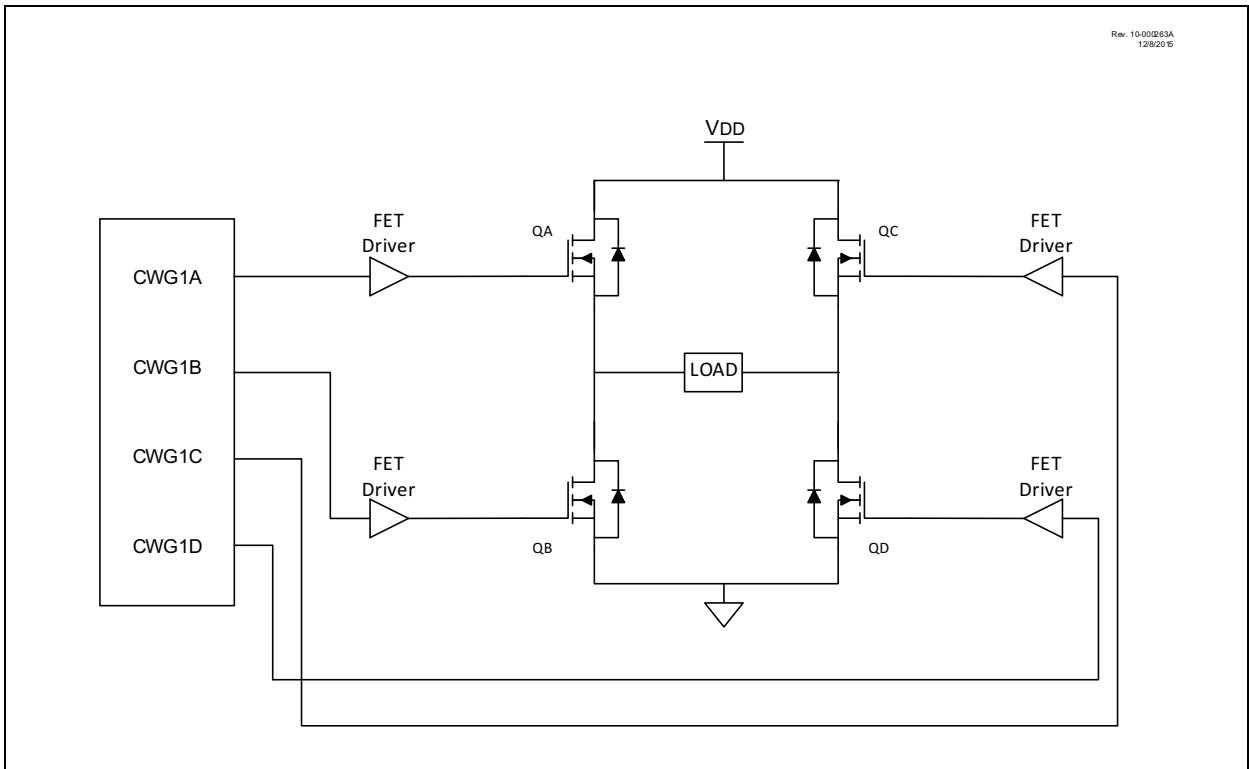 Rev. 10-000263A
12/8/2015
VDD
FET
Driver
QA
QC
FET
Driver
CWG1A
CWG1B
LOAD
CWG1C
FET
Driver
FET
Driver
CWG1D
QB
QD